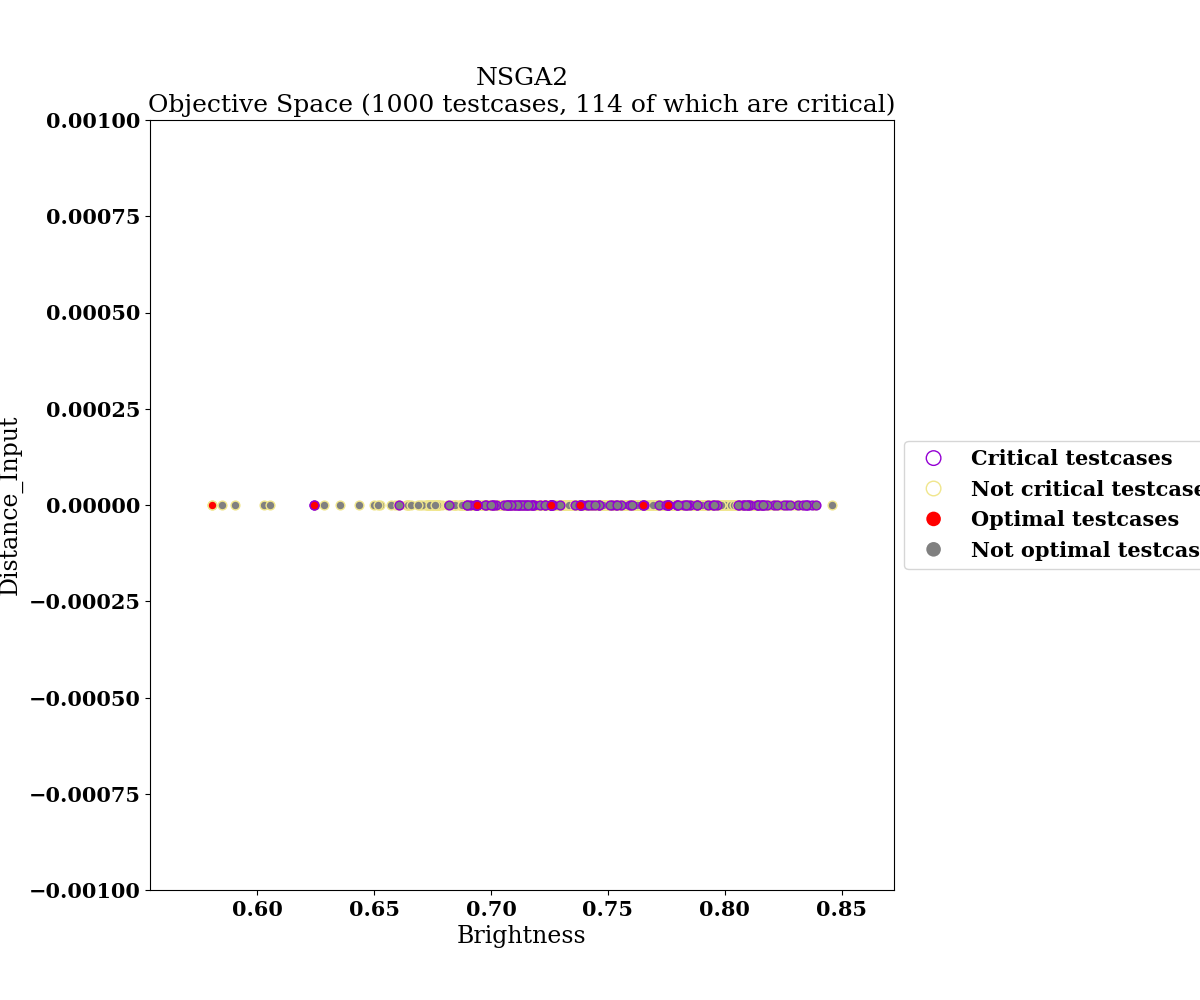 NSGA2
Objective Space (1000 testcases, 114 of which are critical)
0.00100
0.00075
0.00050
0.00025
0.00000
−0.00025
−0.00050
−0.00075
−0.00100
Distance_Input
0.60 0.65 0.70 0.75 0.80 0.85
Brightness
Critical testcases
Not critical testcase
Optimal testcases
Not optimal testcas